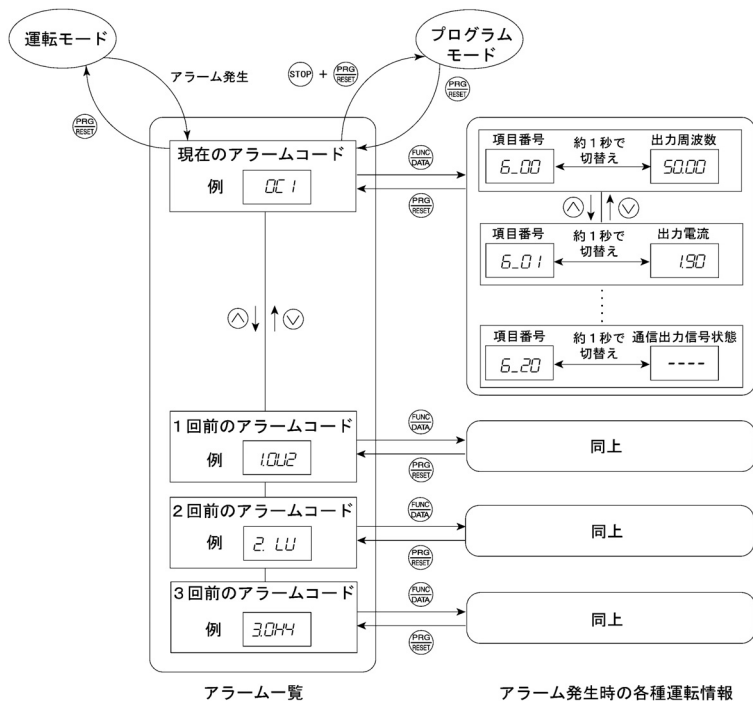 運転モード
プログラム
モード
アラーム発生
STOP + PRG
RESET
PRG
RESET
PRG
RESET
現在のアラームコード
例 OC1
FUNC
DATA
PRG
RESET
項目番号 約1秒で 出力周波数
6_00 切替え 50.00
項目番号 約1秒で 出力電流
6_01 切替え 1.90
項目番号 約1秒で 通信出力信号状態
6_20 切替え ----
1回前のアラームコード
例 1.OU2
FUNC
DATA
PRG
RESET
同上
2回前のアラームコード
例 2. LU
FUNC
DATA
PRG
RESET
同上
3回前のアラームコード
例 3.OH4
FUNC
DATA
PRG
RESET
同上
アラーム一覧
アラーム発生時の各種運転情報